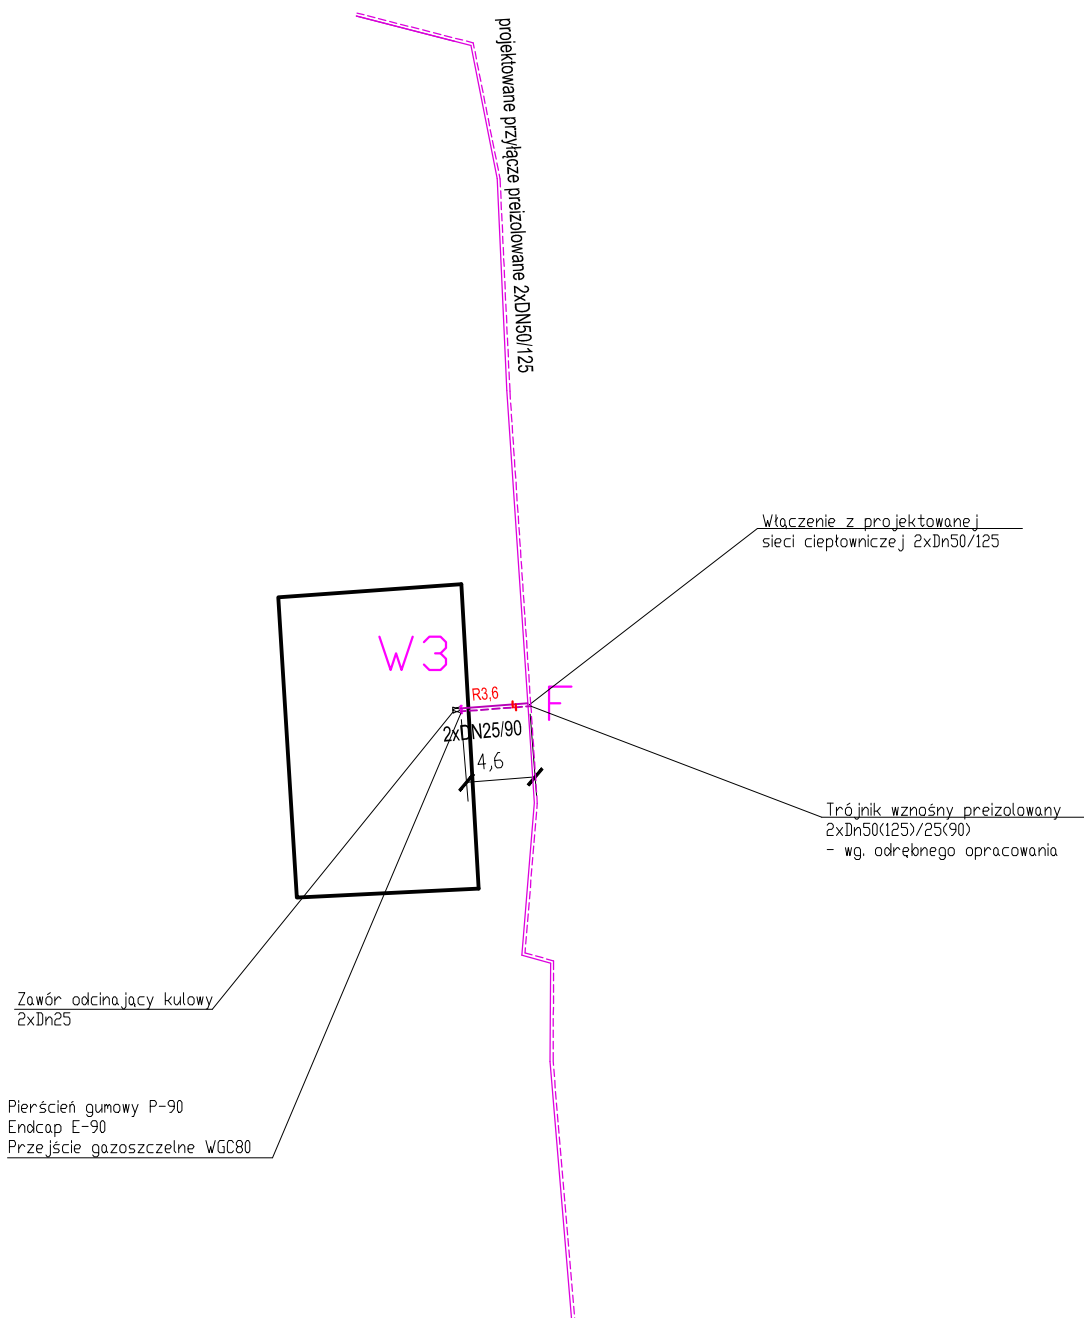 projektowane przyłącze preizolowane 2xDN50/125
Włączenie z projektowanej
sieci ciepłowniczej 2xDn50/125
W3
R3,6
F
2xDN25/90
4,6
Trójnik wznośny preizolowany
2xDn50(125)/25(90)
- wg. odrębnego opracowania
Zawór odcinający kulowy
2xDn25
Pierścień gumowy P-90
Endcap E-90
Przejście gazoszczelne WGC80